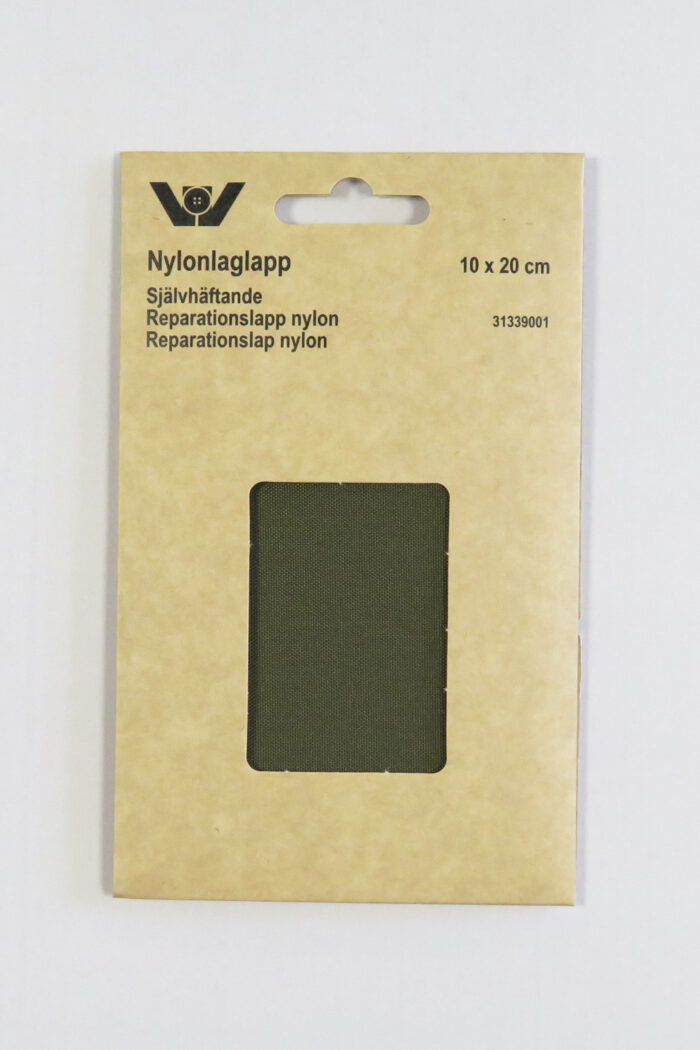 Nylonlaglapp 10 x 20 cm
Självhäftande
Reparationslapp nylon 31339001
Reparationslap nylon